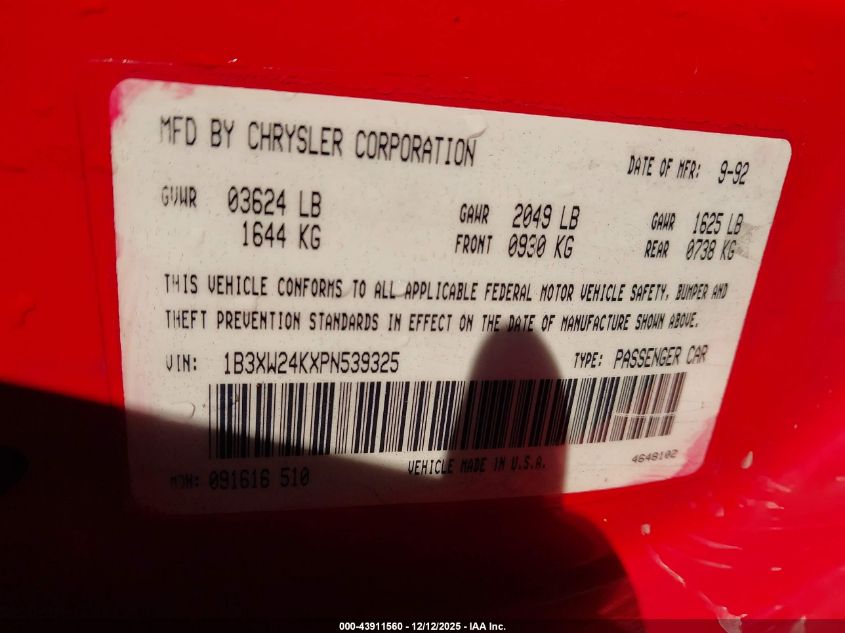 MFD BY CHRYSLER CORPORATION DATE OF MFR: 9-92
GVWR 03624 LB GAWR 2049 LB GAWR 1625 LB
1644 KG FRONT 0930 KG REAR 0738 KG
THIS VEHICLE CONFORMS TO ALL APPLICABLE FEDERAL MOTOR VEHICLE SAFETY, BUMPER AND
THEFT PREVENTION STANDARDS IN EFFECT ON THE DATE OF MANUFACTURE SHOWN ABOVE.
VIN: 1B3XW24KXPN539325 TYPE: PASSENGER CAR
MDH: 091616 510 VEHICLE MADE IN U.S.A. 4648102
000-43911560 - 12/12/2025 - IAA Inc.